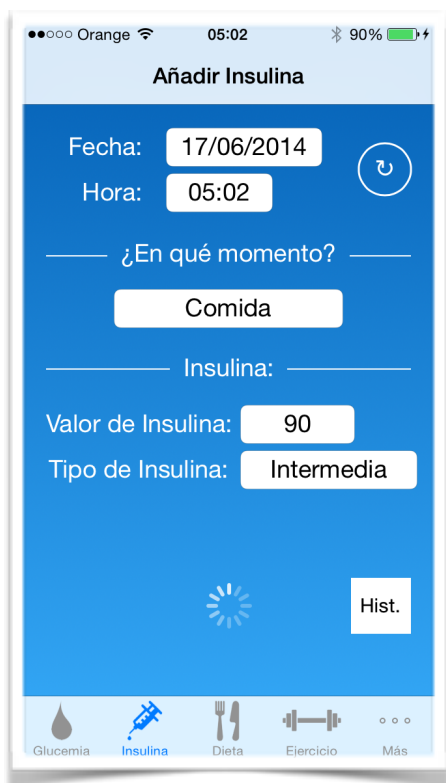 Orange 05:02 90%
Añadir Insulina
Fecha: 17/06/2014
Hora: 05:02
¿En qué momento?
Comida
Insulina:
Valor de Insulina: 90
Tipo de Insulina: Intermedia
Hist.
Glucemia Insulina Dieta Ejercicio Más